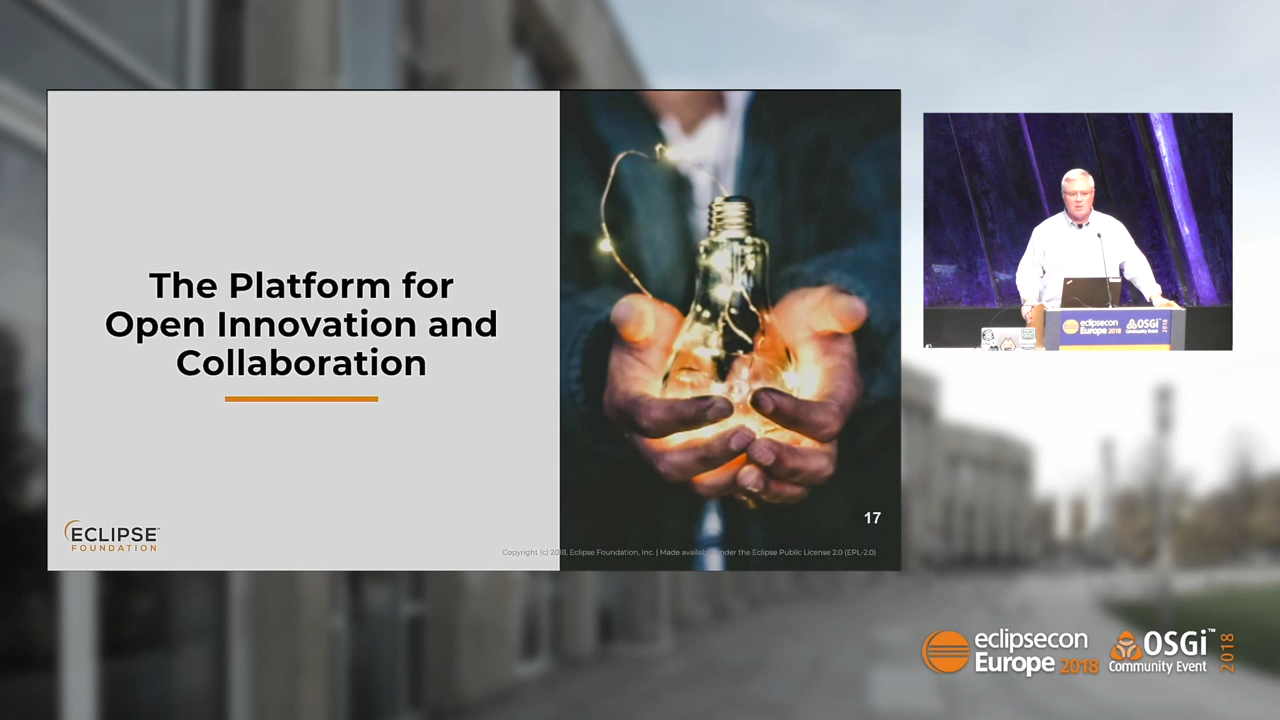 The Platform for
Open Innovation and
Collaboration
ECLIPSE
FOUNDATION
17
Copyright (c) 2018, Eclipse Foundation, Inc. | Made available under the Eclipse Public License 2.0 (EPL-2.0)
eclipsecon
Europe 2018
OSGi
Community Event
2018
eclipsecon
Europe 2018
OSGi™
Community Event
2018